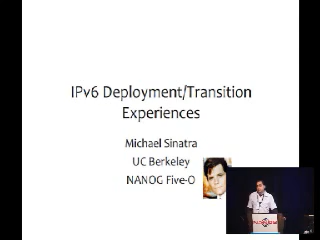 IPv6 Deployment/Transition
Experiences
Michael Sinatra
UC Berkeley
NANOG Five-O